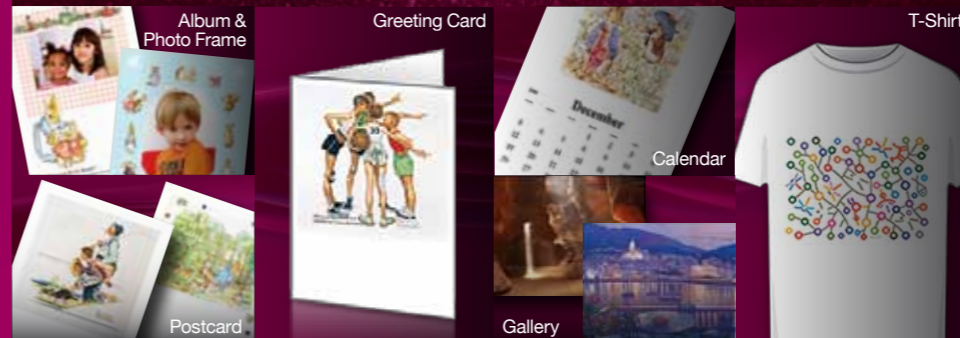 Album &
Photo Frame
Greeting Card
December
Calendar
T-Shirt
Postcard
Gallery